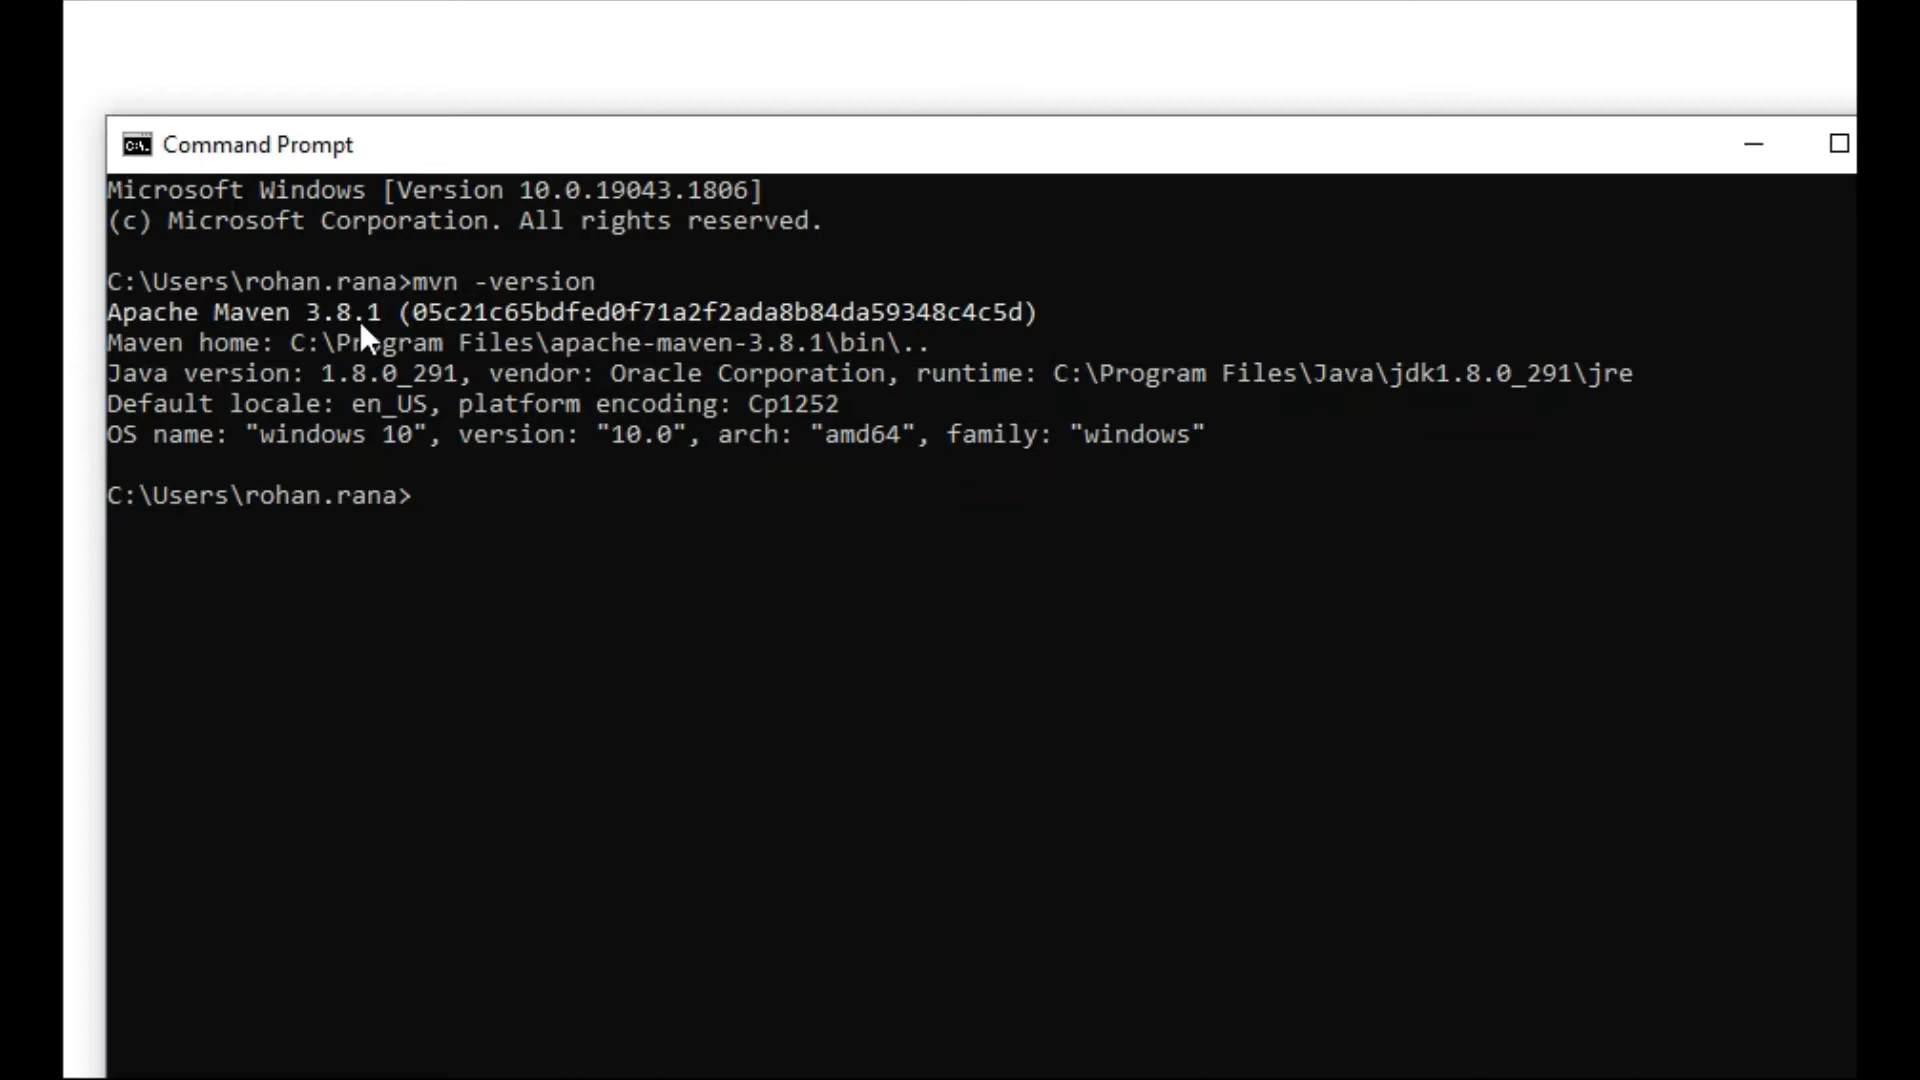 Command Prompt
Microsoft Windows [Version 10.0.19043.1806]
(c) Microsoft Corporation. All rights reserved.
C:\Users\rohan.rana>mvn -version
Apache Maven 3.8.1 (05c21c65bdfed0f71a2f2ada8b84da59348c4c5d)
Maven home: C:\Program Files\apache-maven-3.8.1\bin\..
Java version: 1.8.0_291, vendor: Oracle Corporation, runtime: C:\Program Files\Java\jdk1.8.0_291\jre
Default locale: en_US, platform encoding: Cp1252
OS name: "windows 10", version: "10.0", arch: "amd64", family: "windows"
C:\Users\rohan.rana>